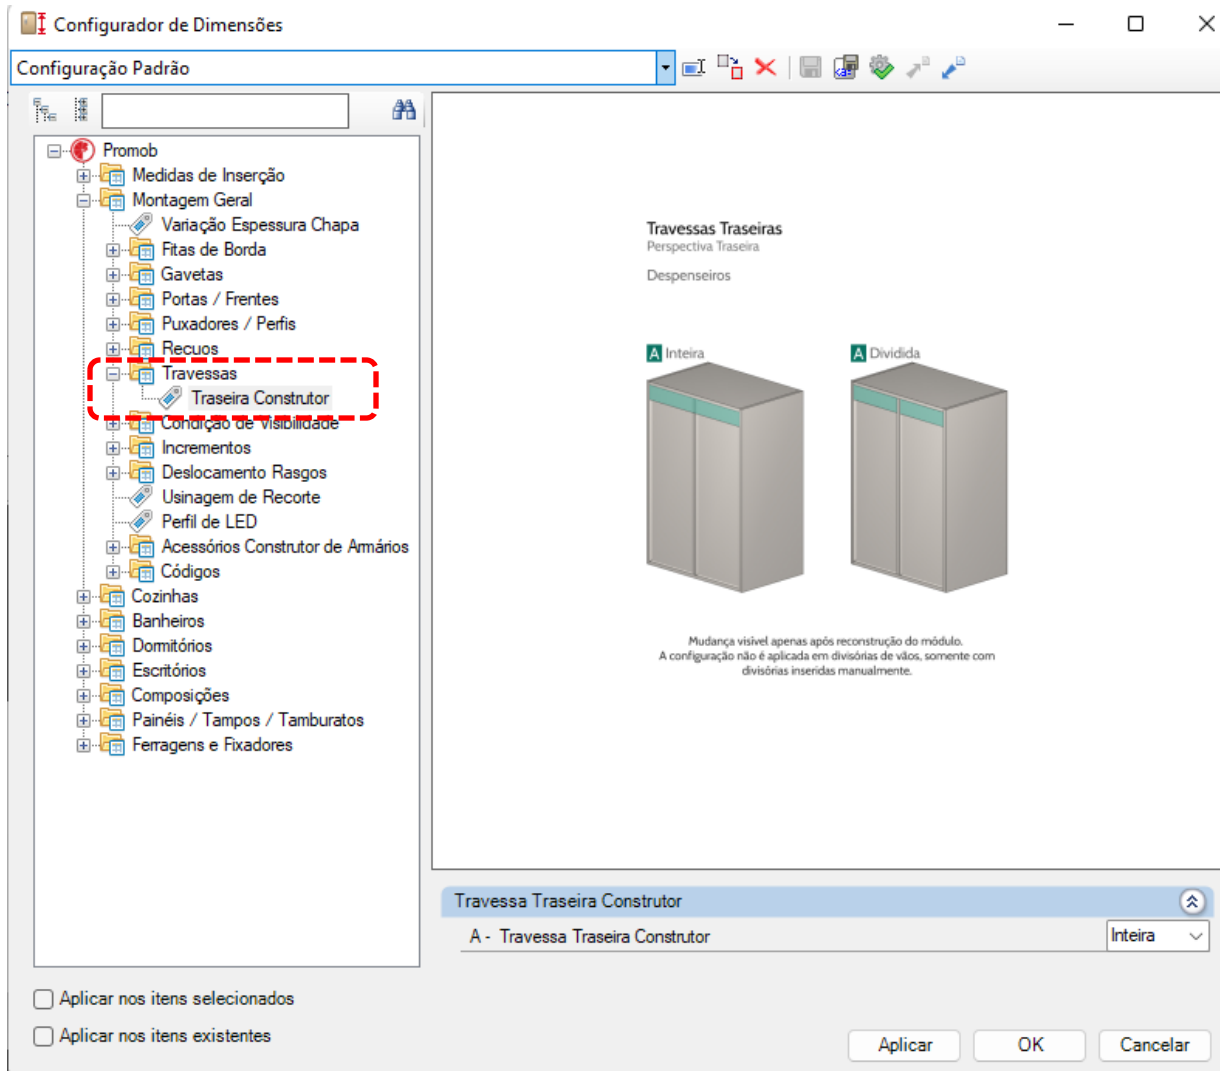 Configurador de Dimensões
Configuração Padrão
Promob
Medidas de Inserção
Montagem Geral
Variação Espessura Chapa
Fitas de Borda
Gavetas
Portas / Frentes
Puxadores / Perfis
Recuos
Travessas
Traseira Construtor
Condição de Visibilidade
Incrementos
Deslocamento Rasgos
Usinagem de Recorte
Perfil de LED
Acessórios Construtor de Armários
Códigos
Cozinhas
Banheiros
Dormitórios
Escritórios
Composições
Painéis / Tampos / Tamburatos
Ferragens e Fixadores
Travessas Traseiras
Perspectiva Traseira
Despenseiros
A Inteira
A Dividida
Mudança visível apenas após reconstrução do módulo.
A configuração não é aplicada em divisórias de vãos, somente com
divisórias inseridas manualmente.
Travessa Traseira Construtor
A - Travessa Traseira Construtor Inteira
Aplicar nos itens selecionados
Aplicar nos itens existentes
Aplicar OK Cancelar